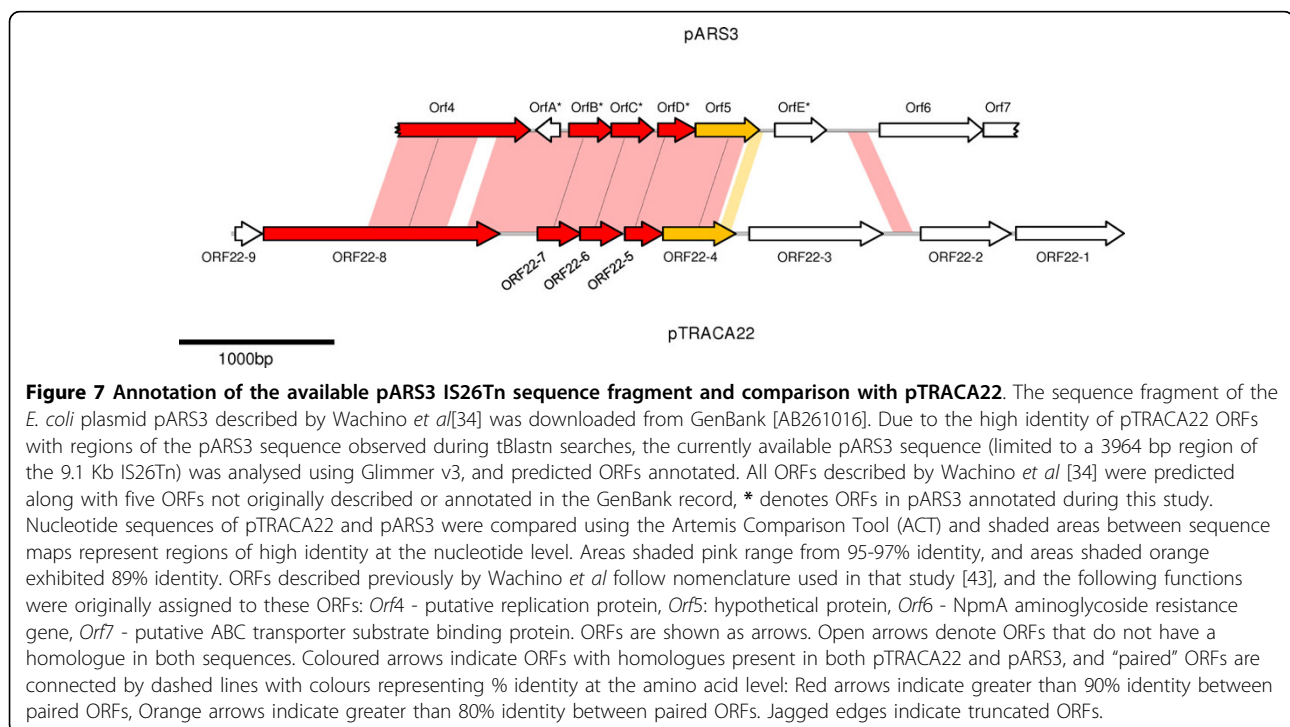 pARS3
Orf4 OrfA* OrfB* OrfC* OrfD* Orf5 OrfE* Orf6 Orf7
ORF22-9 ORF22-8 ORF22-7 ORF22-6 ORF22-5 ORF22-4 ORF22-3 ORF22-2 ORF22-1
pTRACA22
1000bp
Figure 7 Annotation of the available pARS3 IS26Tn sequence fragment and comparison with pTRACA22. The sequence fragment of the
E. coli plasmid pARS3 described by Wachino et al[34] was downloaded from GenBank [AB261016]. Due to the high identity of pTRACA22 ORFs
with regions of the pARS3 sequence observed during tBlastn searches, the currently available pARS3 sequence (limited to a 3964 bp region of
the 9.1 Kb IS26Tn) was analysed using Glimmer v3, and predicted ORFs annotated. All ORFs described by Wachino et al [34] were predicted
along with five ORFs not originally described or annotated in the GenBank record, * denotes ORFs in pARS3 annotated during this study.
Nucleotide sequences of pTRACA22 and pARS3 were compared using the Artemis Comparison Tool (ACT) and shaded areas between sequence
maps represent regions of high identity at the nucleotide level. Areas shaded pink range from 95-97% identity, and areas shaded orange
exhibited 89% identity. ORFs described previously by Wachino et al follow nomenclature used in that study [43], and the following functions
were originally assigned to these ORFs: Orf4 - putative replication protein, Orf5: hypothetical protein, Orf6 - NpmA aminoglycoside resistance
gene, Orf7 - putative ABC transporter substrate binding protein. ORFs are shown as arrows. Open arrows denote ORFs that do not have a
homologue in both sequences. Coloured arrows indicate ORFs with homologues present in both pTRACA22 and pARS3, and “paired” ORFs are
connected by dashed lines with colours representing % identity at the amino acid level: Red arrows indicate greater than 90% identity between
paired ORFs, Orange arrows indicate greater than 80% identity between paired ORFs. Jagged edges indicate truncated ORFs.